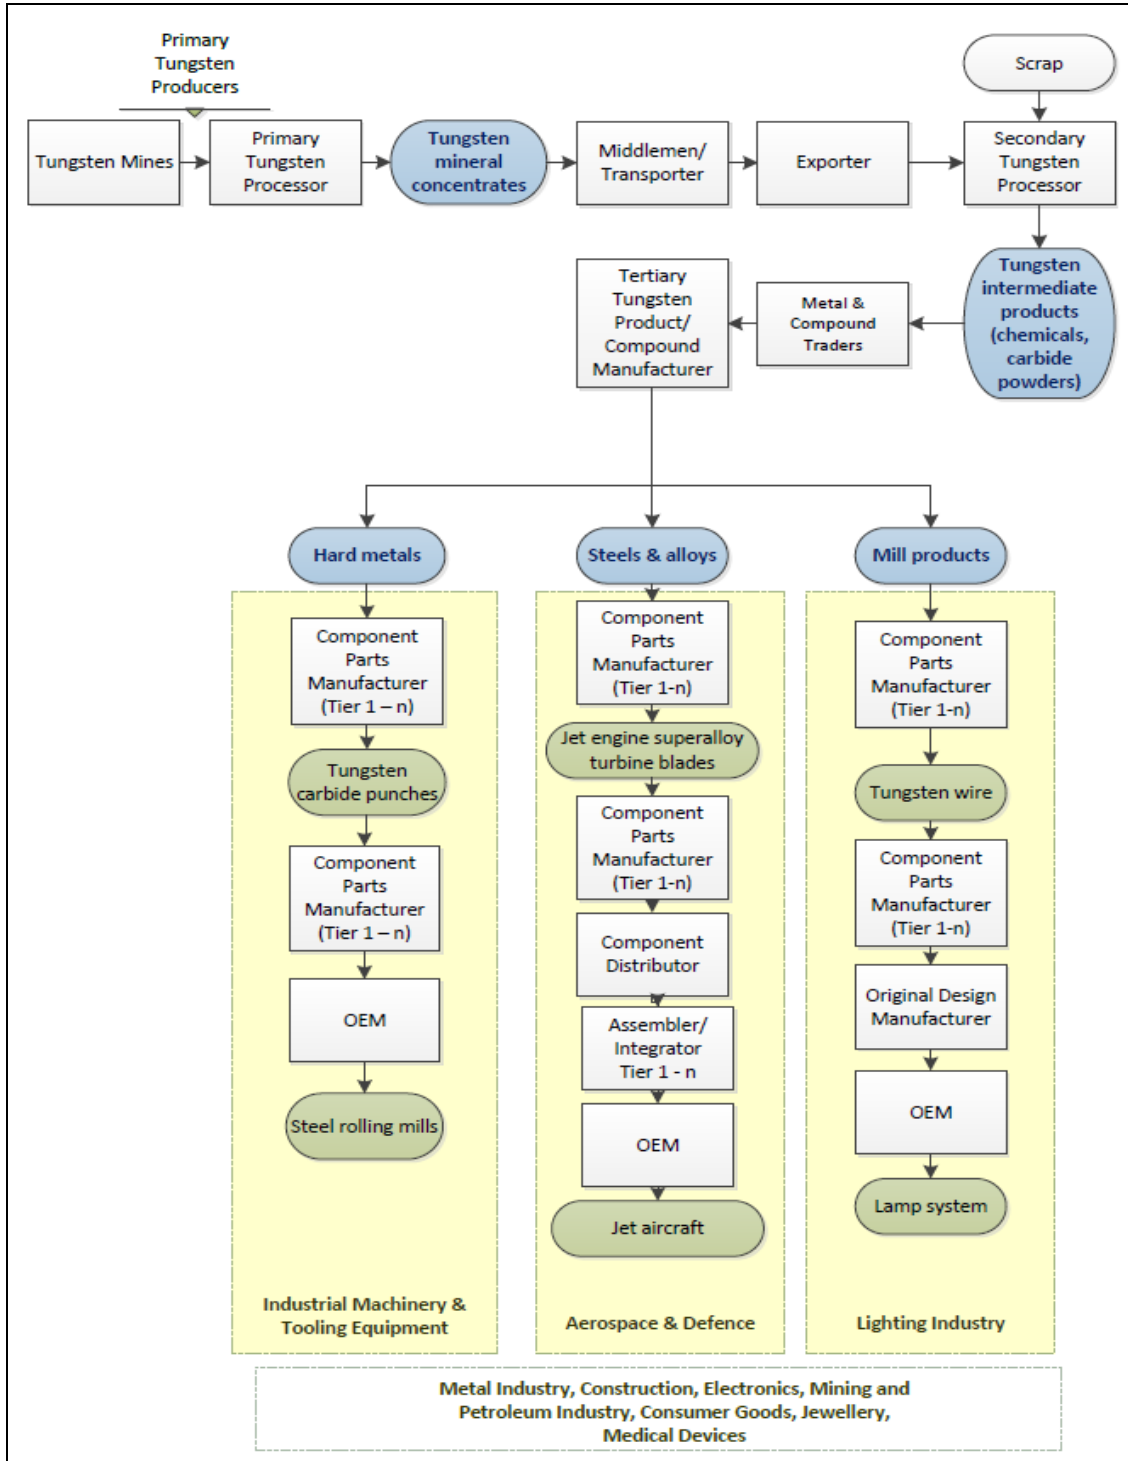 Primary
Tungsten
Producers
Scrap
Tungsten Mines
Primary
Tungsten
Processor
Tungsten
mineral
concentrates
Middlemen/
Transporter
Exporter
Secondary
Tungsten
Processor
Tertiary
Tungsten
Product/
Compound
Manufacturer
Metal &
Compound
Traders
Tungsten
intermediate
products
(chemicals,
carbide
powders)
Hard metals
Steels & alloys
Mill products
Component
Parts
Manufacturer
(Tier 1 – n)
Tungsten
carbide punches
Component
Parts
Manufacturer
(Tier 1 – n)
OEM
Steel rolling mills
Industrial Machinery &
Tooling Equipment
Component
Parts
Manufacturer
(Tier 1-n)
Jet engine superalloy
turbine blades
Component
Parts
Manufacturer
(Tier 1-n)
Component
Distributor
Assembler/
Integrator
Tier 1 - n
OEM
Jet aircraft
Aerospace & Defence
Component
Parts
Manufacturer
(Tier 1-n)
Tungsten wire
Component
Parts
Manufacturer
(Tier 1-n)
Original Design
Manufacturer
OEM
Lamp system
Lighting Industry
Metal Industry, Construction, Electronics, Mining and
Petroleum Industry, Consumer Goods, Jewellery,
Medical Devices